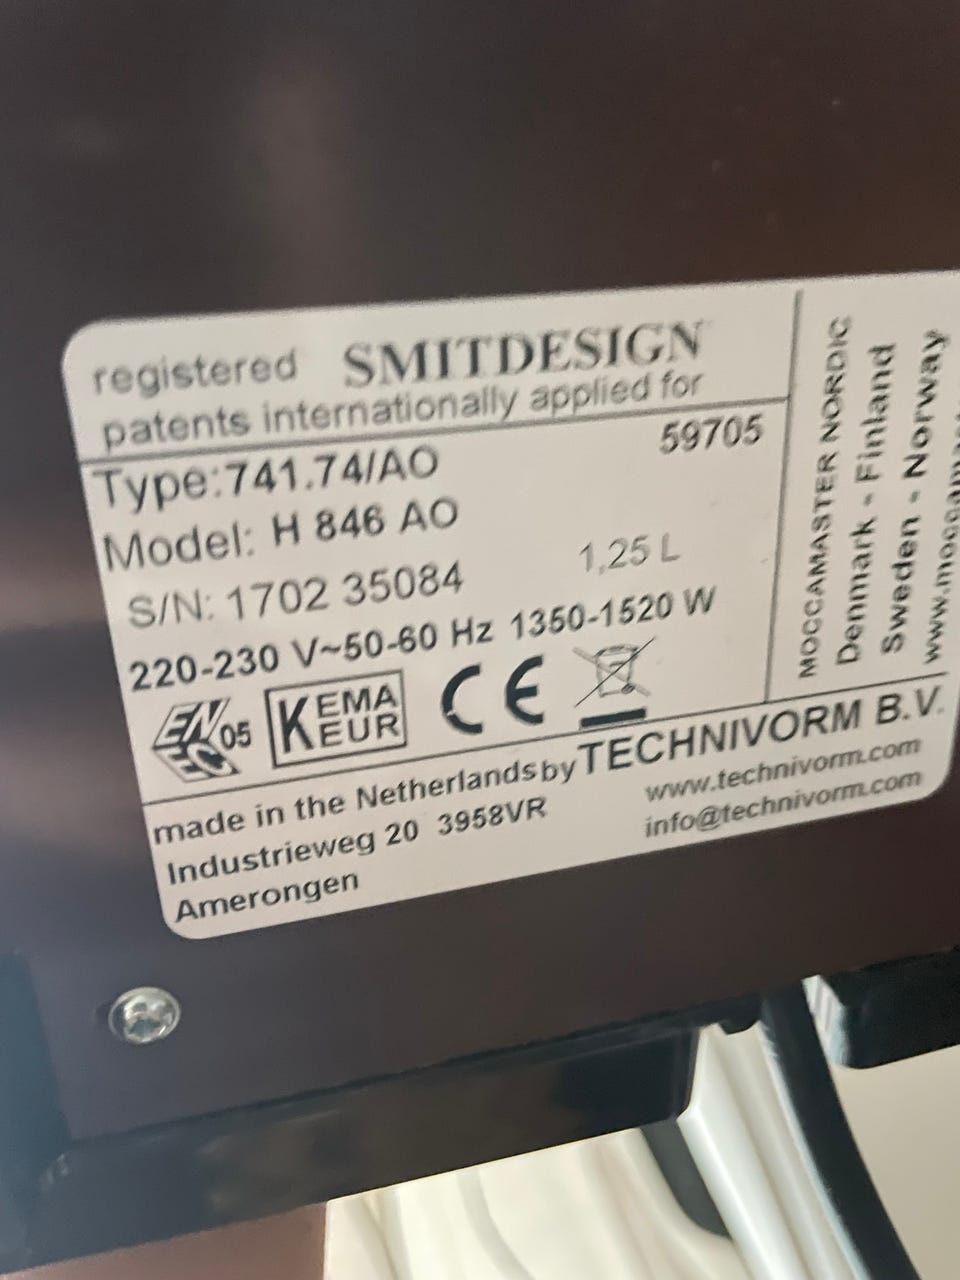 registered SMITDESIGN
patents internationally applied for
59705
Type:741.74/AO
Model: H 846 AO
S/N: 1702 35084 1,25 L
220-230 V~50-60 Hz 1350-1520 W
ENEC 05 KEMA KEUR CE
made in the Netherlands by TECHNIVORM B.V.
Industrieweg 20 3958VR www.technivorm.com
Amerongen info@technivorm.com
MOCCAMASTER NORDIC
Denmark - Finland
Sweden - Norway